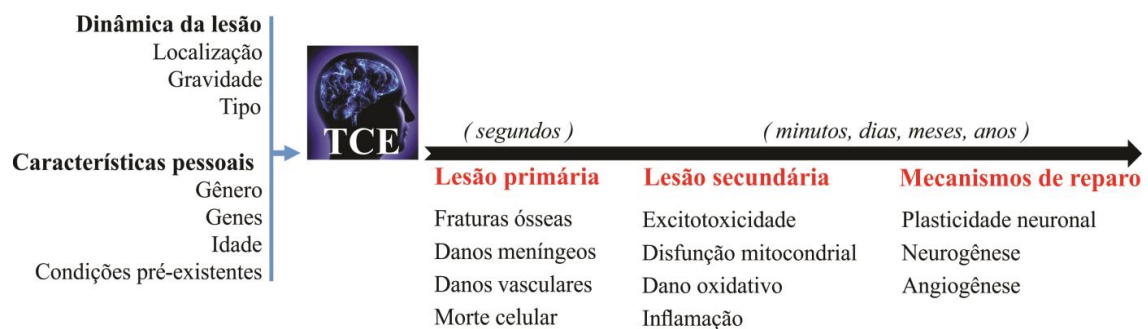 Dinâmica da lesão
Localização
Gravidade
Tipo
Características pessoais
Gênero
Genes
Idade
Condições pré-existentes
TCE
( segundos )
( minutos, dias, meses, anos )
Lesão primária
Fraturas ósseas
Danos meníngeos
Danos vasculares
Morte celular
Lesão secundária
Excitotoxicidade
Disfunção mitocondrial
Dano oxidativo
Inflamação
Mecanismos de reparo
Plasticidade neuronal
Neurogênese
Angiogênese